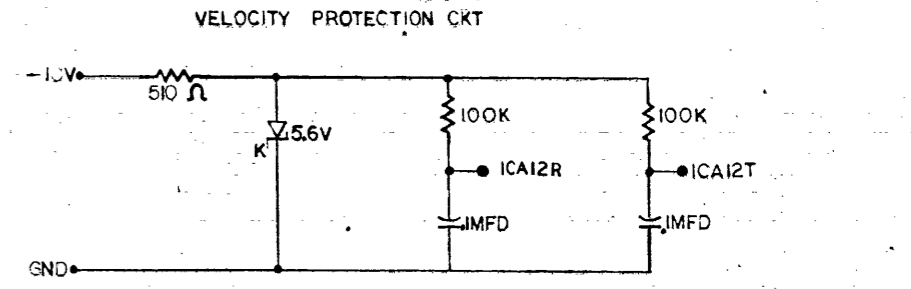 VELOCITY PROTECTION CKT
510 Ω
K 5.6V
100K
100K
ICA12R
ICA12T
.1MFD
.1MFD
GND